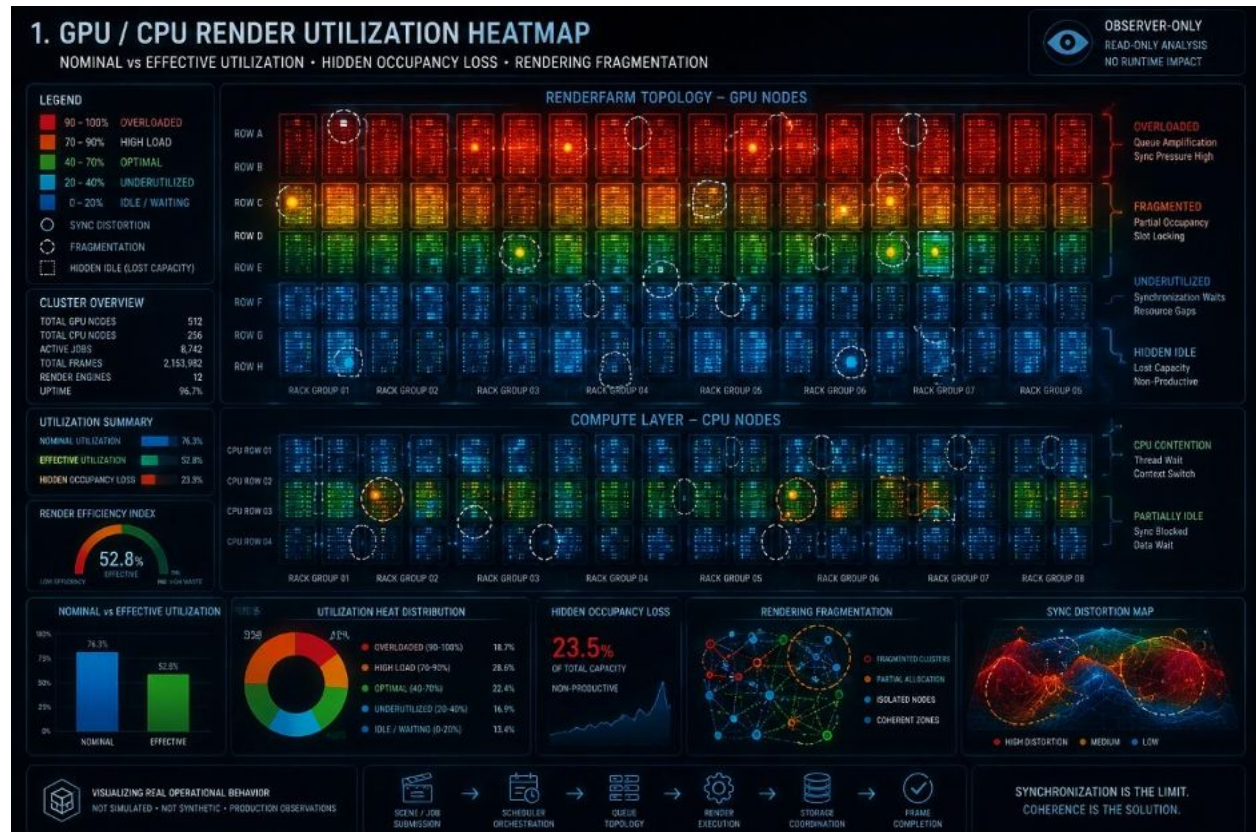 1. GPU / CPU RENDER UTILIZATION HEATMAP
NOMINAL vs EFFECTIVE UTILIZATION • HIDDEN OCCUPANCY LOSS • RENDERING FRAGMENTATION
OBSERVER-ONLY
READ-ONLY ANALYSIS
NO RUNTIME IMPACT
LEGEND
90 – 100% OVERLOADED
70 – 90% HIGH LOAD
40 – 70% OPTIMAL
20 – 40% UNDERUTILIZED
0 – 20% IDLE / WAITING
SYNC DISTORTION
FRAGMENTATION
HIDDEN IDLE (LOST CAPACITY)
CLUSTER OVERVIEW
TOTAL GPU NODES 512
TOTAL CPU NODES 256
ACTIVE JOBS 8,742
TOTAL FRAMES 2,153,982
RENDER ENGINES 12
UPTIME 96.7%
UTILIZATION SUMMARY
NOMINAL UTILIZATION 76.3%
EFFECTIVE UTILIZATION 52.8%
HIDDEN OCCUPANCY LOSS 23.5%
RENDER EFFICIENCY INDEX
52.8%
EFFECTIVE
LOW EFFICIENCY
HIGH WASTE
RENDERFARM TOPOLOGY – GPU NODES
ROW A
ROW B
ROW C
ROW D
ROW E
ROW F
ROW G
ROW H
RACK GROUP 01 RACK GROUP 02 RACK GROUP 03 RACK GROUP 04 RACK GROUP 05 RACK GROUP 06 RACK GROUP 07 RACK GROUP 05
OVERLOADED
Queue Amplification
Sync Pressure High
FRAGMENTED
Partial Occupancy
Slot Locking
UNDERUTILIZED
Synchronization Waits
Resource Gaps
HIDDEN IDLE
Lost Capacity
Non-Productive
COMPUTE LAYER – CPU NODES
CPU ROW 01
CPU ROW 02
CPU ROW 03
CPU ROW 04
RACK GROUP 01 RACK GROUP 02 RACK GROUP 03 RACK GROUP 04 RACK GROUP 05 RACK GROUP 06 RACK GROUP 07 RACK GROUP 08
CPU CONTENTION
Thread Wait
Context Switch
PARTIALLY IDLE
Sync Blocked
Data Wait
NOMINAL vs EFFECTIVE UTILIZATION
100%
75%
50%
25%
0%
76.3%
52.8%
NOMINAL
EFFECTIVE
UTILIZATION HEAT DISTRIBUTION
OVERLOADED (90-100%) 18.7%
HIGH LOAD (70-90%) 28.6%
OPTIMAL (40-70%) 22.4%
UNDERUTILIZED (20-40%) 16.9%
IDLE / WAITING (0-20%) 13.4%
HIDDEN OCCUPANCY LOSS
23.5%
OF TOTAL CAPACITY
NON-PRODUCTIVE
RENDERING FRAGMENTATION
FRAGMENTED CLUSTERS
PARTIAL ALLOCATION
ISOLATED NODES
COHERENT ZONES
SYNC DISTORTION MAP
HIGH DISTORTION MEDIUM LOW
VISUALIZING REAL OPERATIONAL BEHAVIOR
NOT SIMULATED • NOT SYNTHETIC • PRODUCTION OBSERVATIONS
SCENE / JOB
SUBMISSION
SCHEDULER
ORCHESTRATION
QUEUE
TOPOLOGY
RENDER
EXECUTION
STORAGE
COORDINATION
FRAME
COMPLETION
SYNCHRONIZATION IS THE LIMIT.
COHERENCE IS THE SOLUTION.